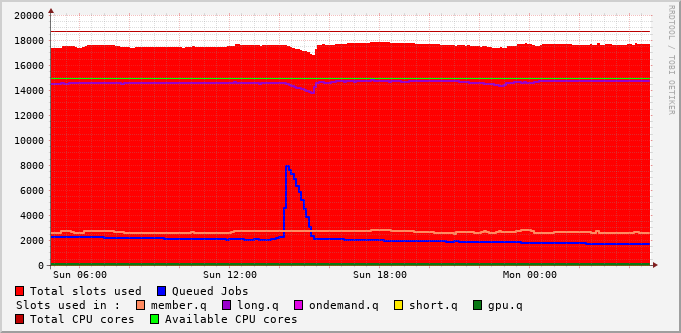 RRDTOOL / TOBI OETIKER
20000
18000
16000
14000
12000
10000
8000
6000
4000
2000
0
Sun 06:00 Sun 12:00 Sun 18:00 Mon 00:00
Total slots used Queued Jobs
Slots used in : member.q long.q ondemand.q short.q gpu.q
Total CPU cores Available CPU cores